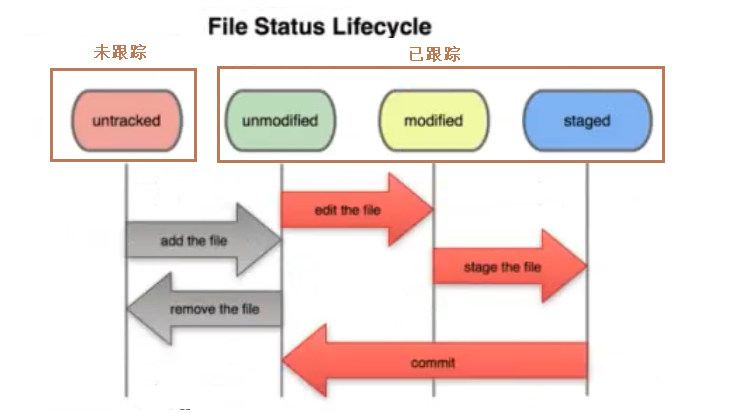 File Status Lifecycle
未跟踪
已跟踪
untracked
unmodified
modified
staged
edit the file
add the file
stage the file
remove the file
commit